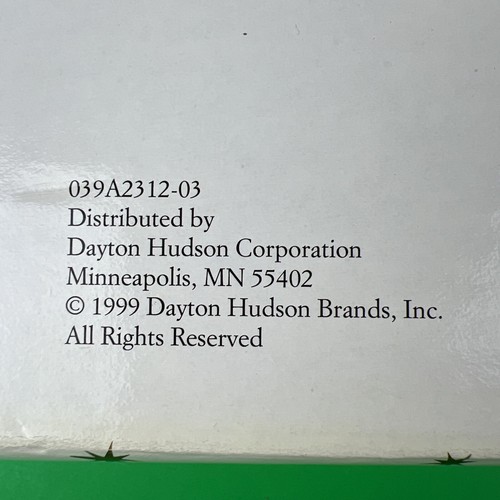 039A2312-03
Distributed by
Dayton Hudson Corporation
Minneapolis, MN 55402
© 1999 Dayton Hudson Brands, Inc.
All Rights Reserved